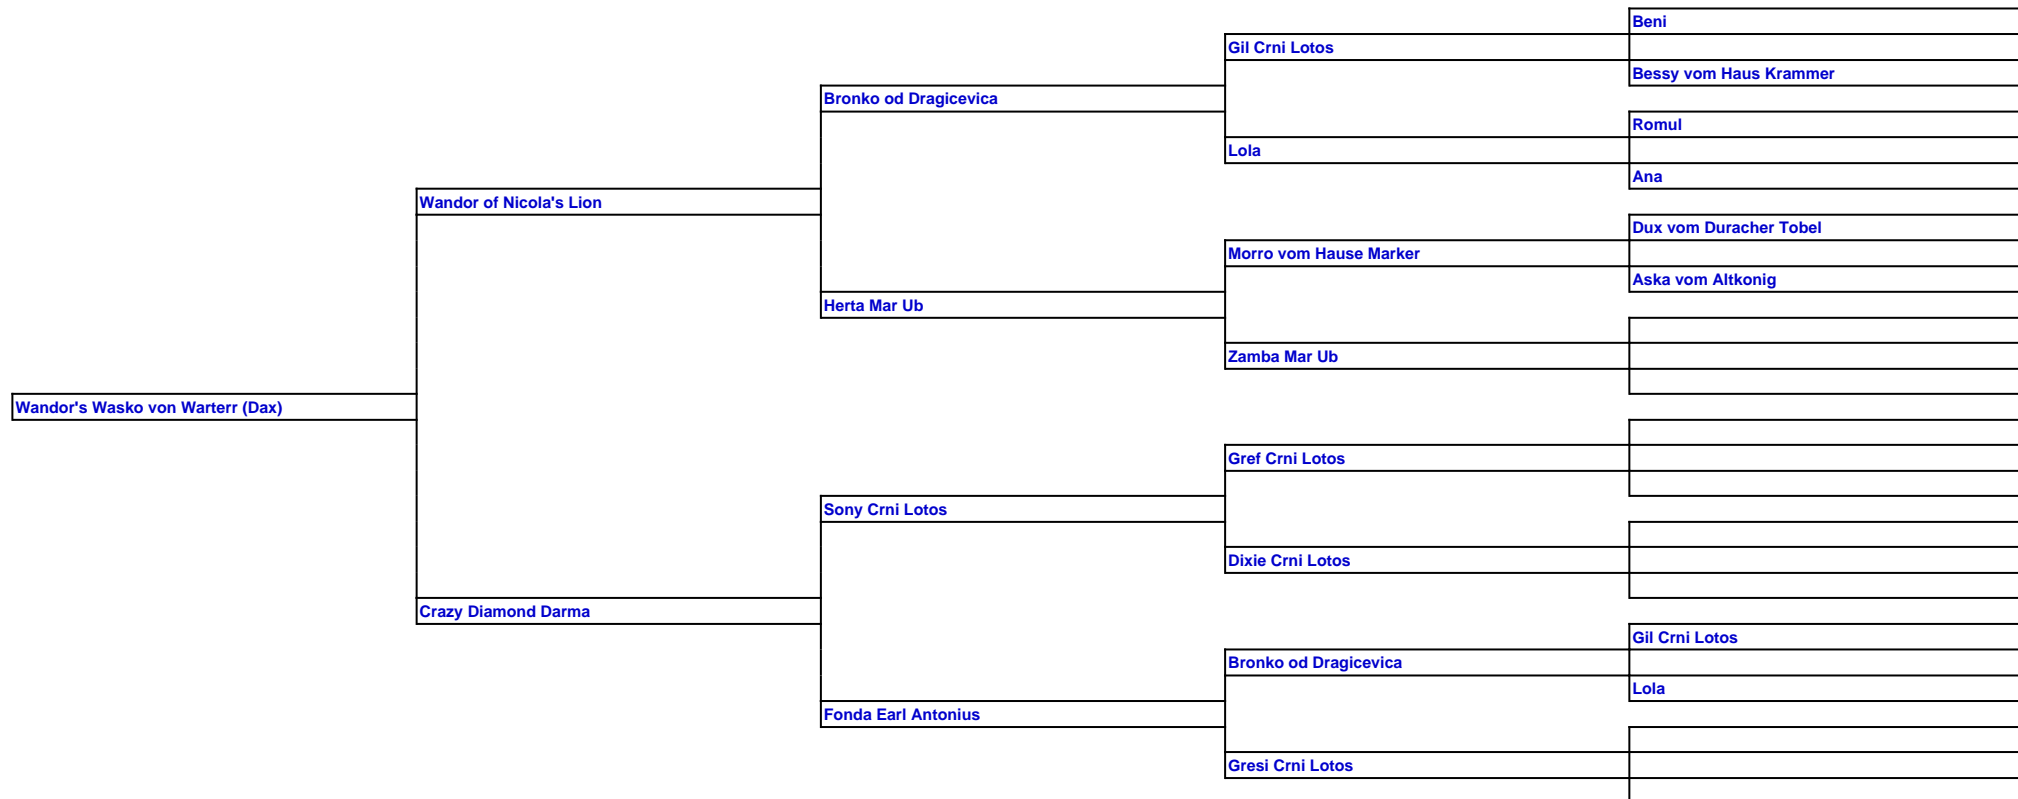 Beni
Gil Crni Lotos
Bessy vom Haus Krammer
Bronko od Dragicevica
Romul
Lola
Ana
Wandor of Nicola's Lion
Dux vom Duracher Tobel
Morro vom Hause Marker
Aska vom Altkonig
Herta Mar Ub
Zamba Mar Ub
Wandor's Wasko von Warterr (Dax)
Gref Crni Lotos
Sony Crni Lotos
Dixie Crni Lotos
Crazy Diamond Darma
Gil Crni Lotos
Bronko od Dragicevica
Lola
Fonda Earl Antonius
Gresi Crni Lotos